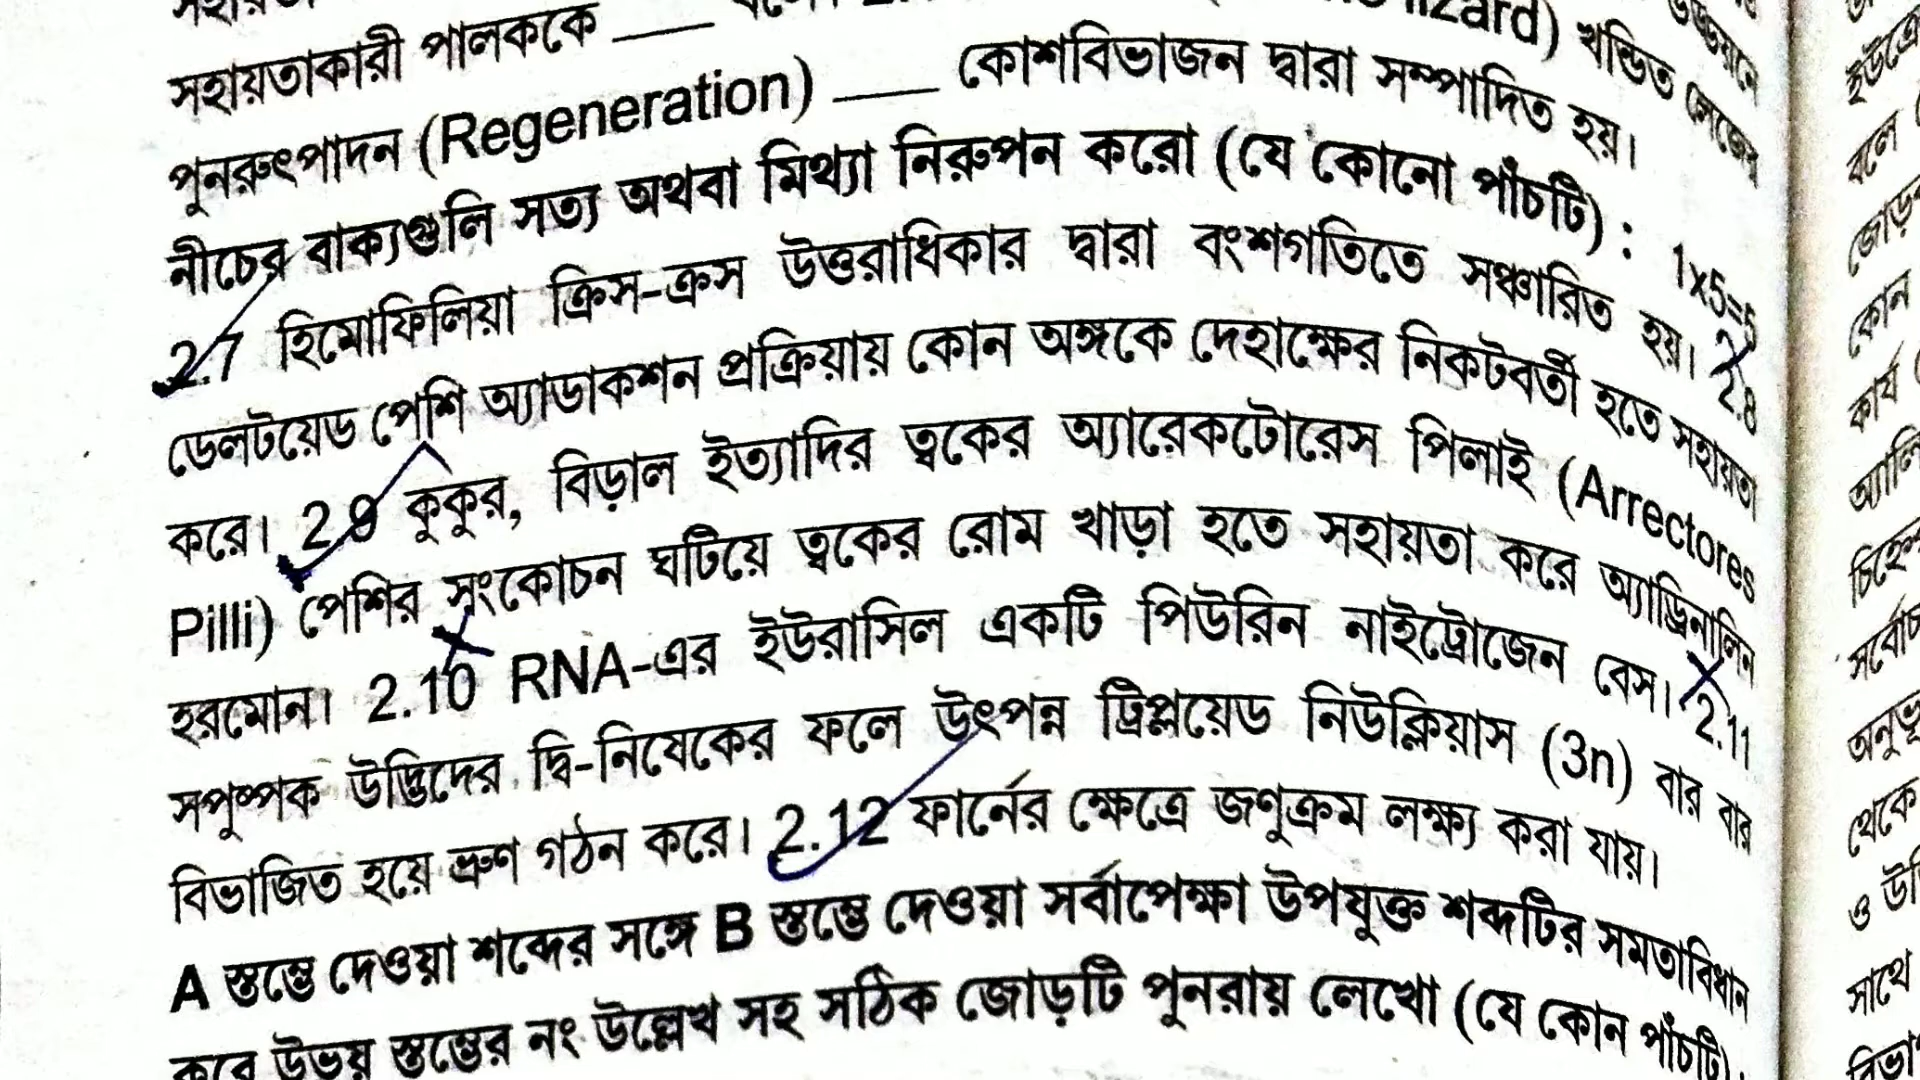 সহায়তাকারী পালককে ___
lizard) খন্ডিত লেজের
পুনরুৎপাদন (Regeneration) ___ কোশবিভাজন দ্বারা সম্পাদিত হয়।
নীচের বাক্যগুলি সত্য অথবা মিথ্যা নিরুপন করো (যে কোনো পাঁচটি) : 1x5=5
2.7 হিমোফিলিয়া ক্রিস-ক্রস উত্তরাধিকার দ্বারা বংশগতিতে সঞ্চারিত হয়। 2.8
ডেলটয়েড পেশি অ্যাডাকশন প্রক্রিয়ায় কোন অঙ্গকে দেহাক্ষের নিকটবর্তী হতে সহায়তা
করে। 2.9 কুকুর, বিড়াল ইত্যাদির ত্বকের অ্যারেকটোরেস পিলাই (Arrectores
Pilli) পেশির সংকোচন ঘটিয়ে ত্বকের রোম খাড়া হতে সহায়তা করে অ্যাড্রিনালিন
হরমোন। 2.10 RNA-এর ইউরাসিল একটি পিউরিন নাইট্রোজেন বেস। 2.11
সপুষ্পক উদ্ভিদের দ্বি-নিষেকের ফলে উৎপন্ন ট্রিপ্লয়েড নিউক্লিয়াস (3n) বার বার
বিভাজিত হয়ে ভ্রুণ গঠন করে। 2.12 ফার্নের ক্ষেত্রে জণুক্রম লক্ষ্য করা যায়।
A স্তম্ভে দেওয়া শব্দের সঙ্গে B স্তম্ভে দেওয়া সর্বাপেক্ষা উপযুক্ত শব্দটির সমতাবিধান
করে উভয় স্তম্ভের নং উল্লেখ সহ সঠিক জোড়টি পুনরায় লেখো (যে কোন পাঁচটি)
বলে
কোন
কার্য
থেকে
ও
সাথে